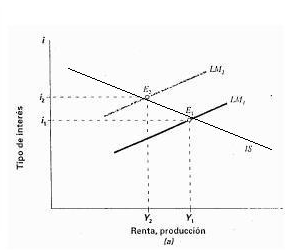 i
LM₂
E₂
LM₁
i₂
E₁
i₁
IS
Tipo de interés
Y₂
Y₁
Renta, producción
(a)